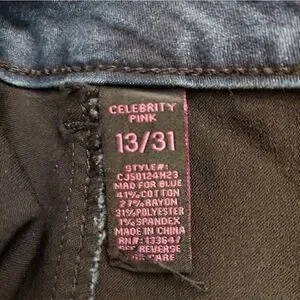 CELEBRITY
PINK
13/31
STYLE#:
CJ50124H23
MAD FOR BLUE
41%COTTON
27%RAYON
31%POLYESTER
1%SPANDEX
MADE IN CHINA
RN#:133647
SEE REVERSE
FOR CARE